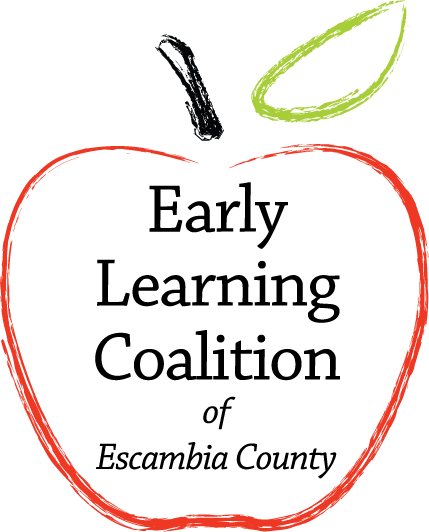 Early
Learning
Coalition
of
Escambia County